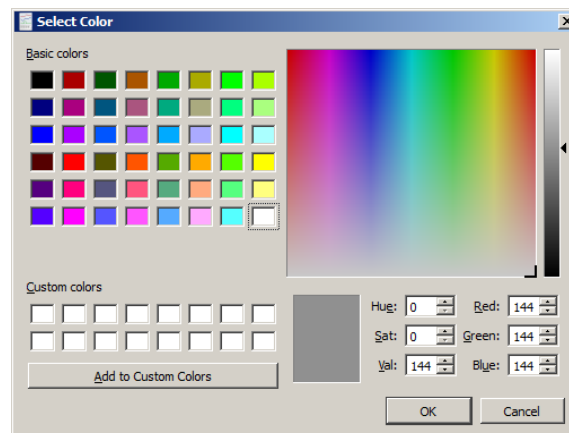 Select Color
Basic colors
Custom colors
Add to Custom Colors
Hue: 0 Red: 144
Sat: 0 Green: 144
Val: 144 Blue: 144
OK Cancel